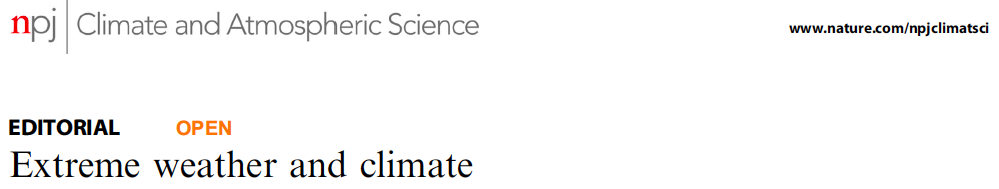 npj Climate and Atmospheric Science www.nature.com/npjclimatsci
EDITORIAL OPEN
Extreme weather and climate